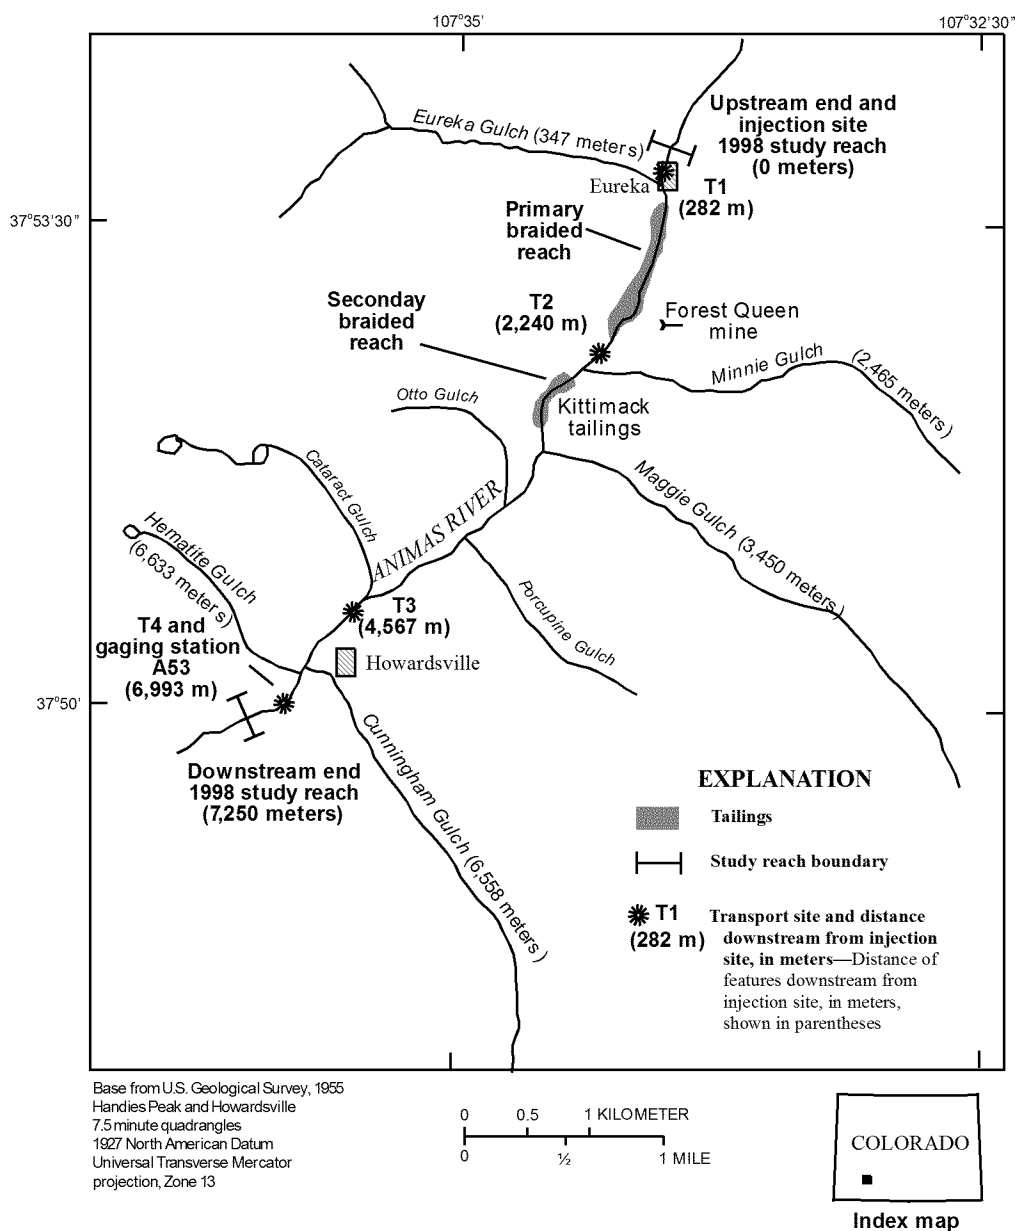 107°35'
107°32'30"
Upstream end and
injection site
1998 study reach
(0 meters)
Eureka Gulch (347 meters)
Eureka
T1
(282 m)
37°53'30"
Primary
braided
reach
T2
(2,240 m)
Seconday
braided
reach
Forest Queen
mine
Minnie Gulch (2,465 meters)
Otto Gulch
Kittimack
tailings
Cataract Gulch
ANIMAS RIVER
Maggie Gulch (3,450 meters)
Hematite Gulch
(6,633 meters)
Porcupine Gulch
T3
(4,567 m)
T4 and
gaging station
A53
(6,993 m)
Howardsville
37°50'
Cunningham Gulch (6,558 meters)
Downstream end
1998 study reach
(7,250 meters)
EXPLANATION
Tailings
Study reach boundary
T1
(282 m)
Transport site and distance
downstream from injection
site, in meters—Distance of
features downstream from
injection site, in meters,
shown in parentheses
Base from U.S. Geological Survey, 1955
Handies Peak and Howardsville
7.5 minute quadrangles
1927 North American Datum
Universal Transverse Mercator
projection, Zone 13
0 0.5 1 KILOMETER
0 ½ 1 MILE
COLORADO
Index map